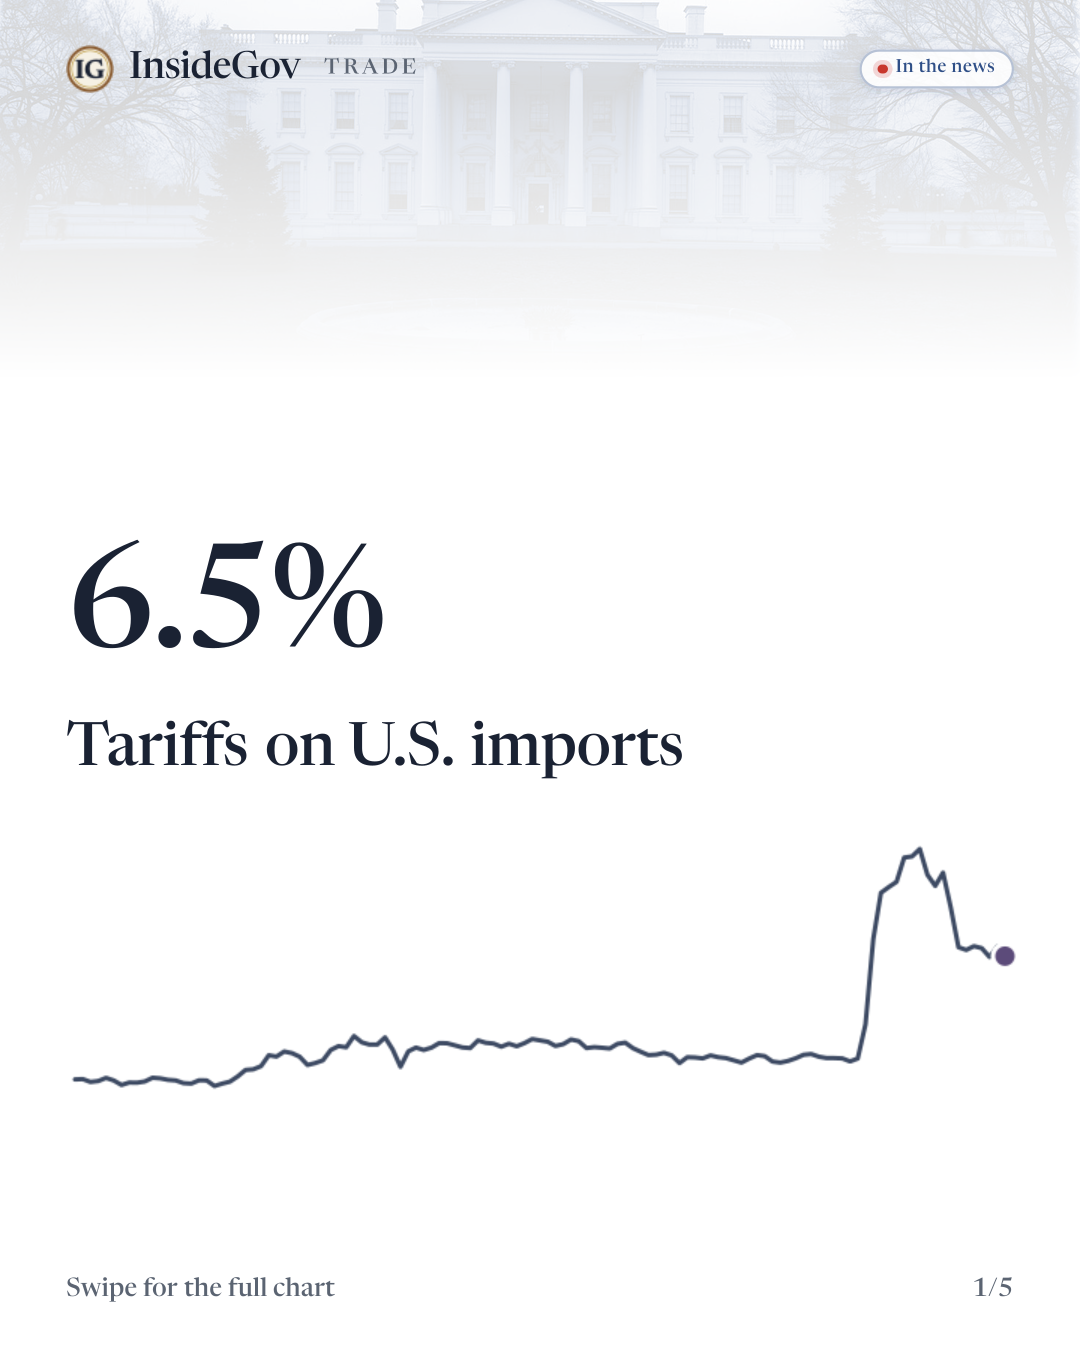 IG InsideGov TRADE
In the news
6.5%
Tariffs on U.S. imports
Swipe for the full chart
1/5